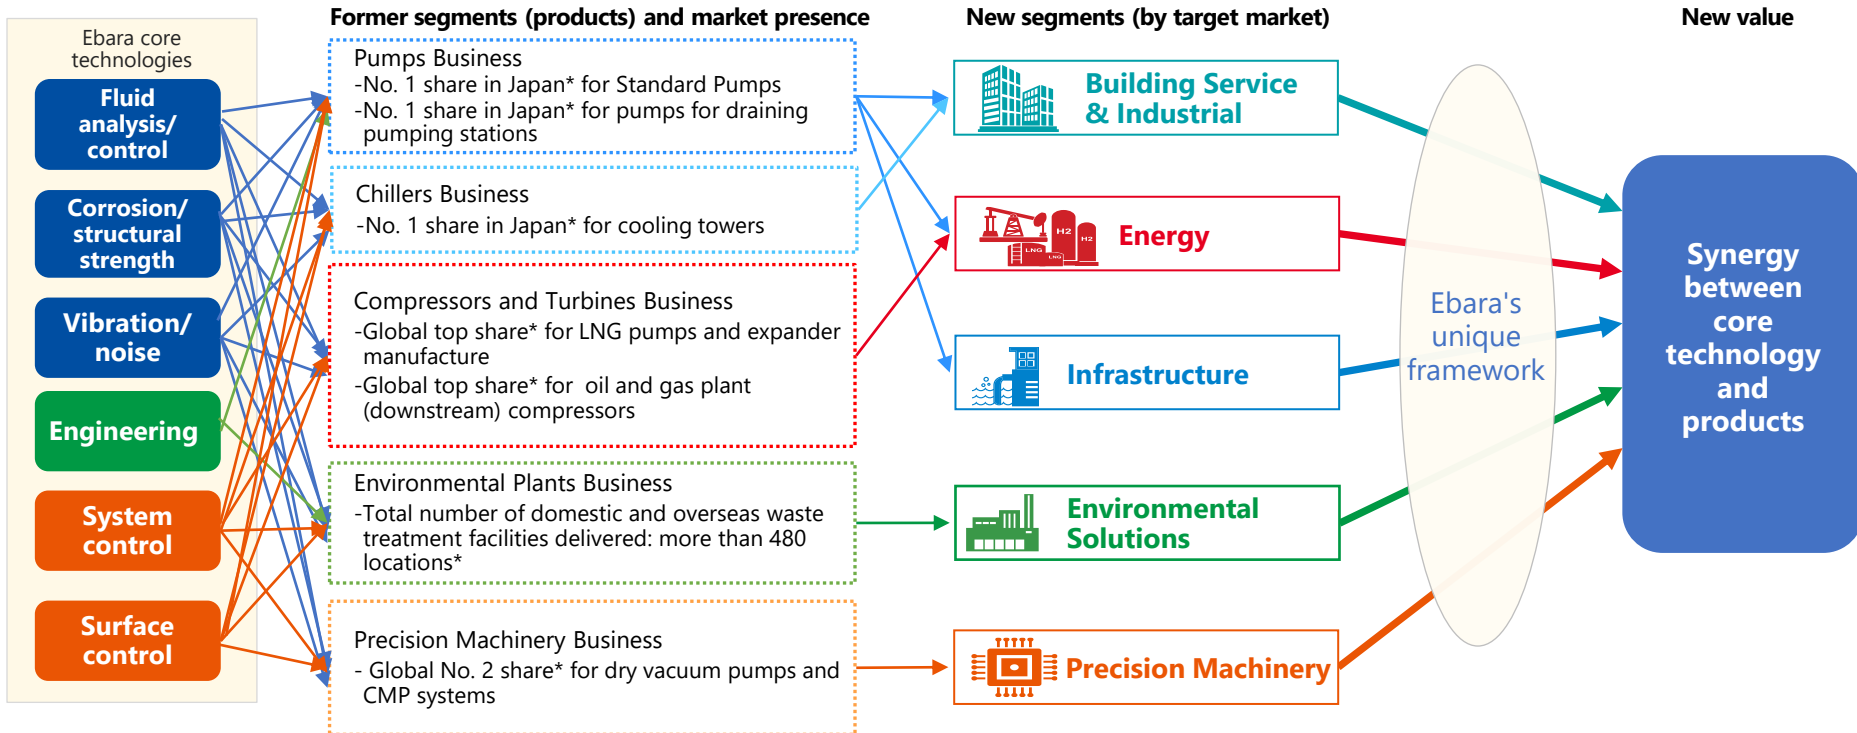 Former segments (products) and market presence
New segments (by target market)
New value
Ebara core
technologies
Fluid
analysis/
control
Corrosion/
structural
strength
Vibration/
noise
Engineering
System
control
Surface
control
Pumps Business
-No. 1 share in Japan* for Standard Pumps
-No. 1 share in Japan* for pumps for draining
pumping stations
Chillers Business
-No. 1 share in Japan* for cooling towers
Compressors and Turbines Business
-Global top share* for LNG pumps and expander
manufacture
-Global top share* for oil and gas plant
(downstream) compressors
Environmental Plants Business
-Total number of domestic and overseas waste
treatment facilities delivered: more than 480
locations*
Precision Machinery Business
- Global No. 2 share* for dry vacuum pumps and
CMP systems
Building Service
& Industrial
H2
H2
LNG
LNG
Energy
Infrastructure
Environmental
Solutions
Precision Machinery
Ebara's
unique
framework
Synergy
between
core
technology
and
products